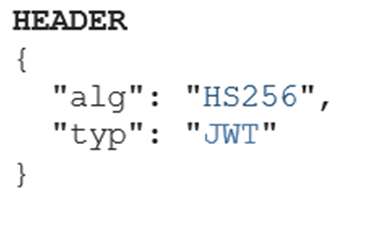 HEADER
{
"alg": "HS256",
"typ": "JWT"
}